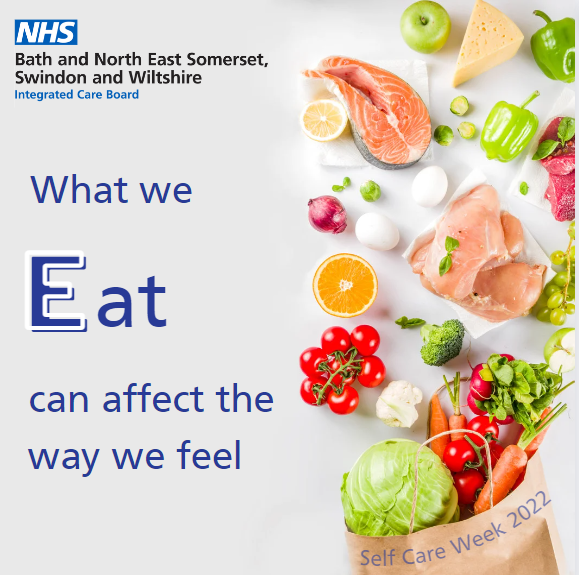 NHS
Bath and North East Somerset,
Swindon and Wiltshire
Integrated Care Board
What we
Eat
can affect the
way we feel
Self Care Week 2022